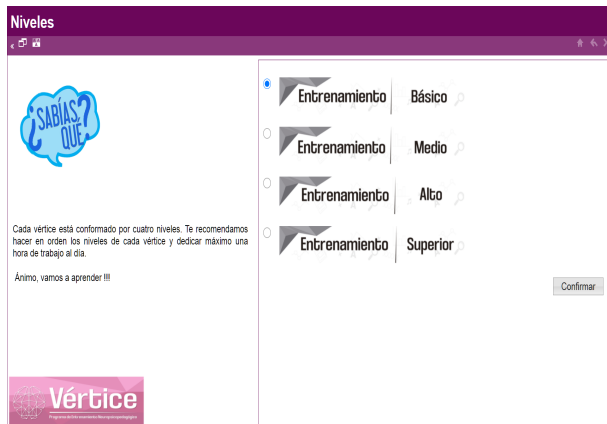 Niveles
¿SABÍAS
QUÉ?
Cada vértice está conformado por cuatro niveles. Te recomendamos
hacer en orden los niveles de cada vértice y dedicar máximo una
hora de trabajo al día.
Ánimo, vamos a aprender !!!
Vértice
Entrenamiento Básico
Entrenamiento Medio
Entrenamiento Alto
Entrenamiento Superior
Confirmar